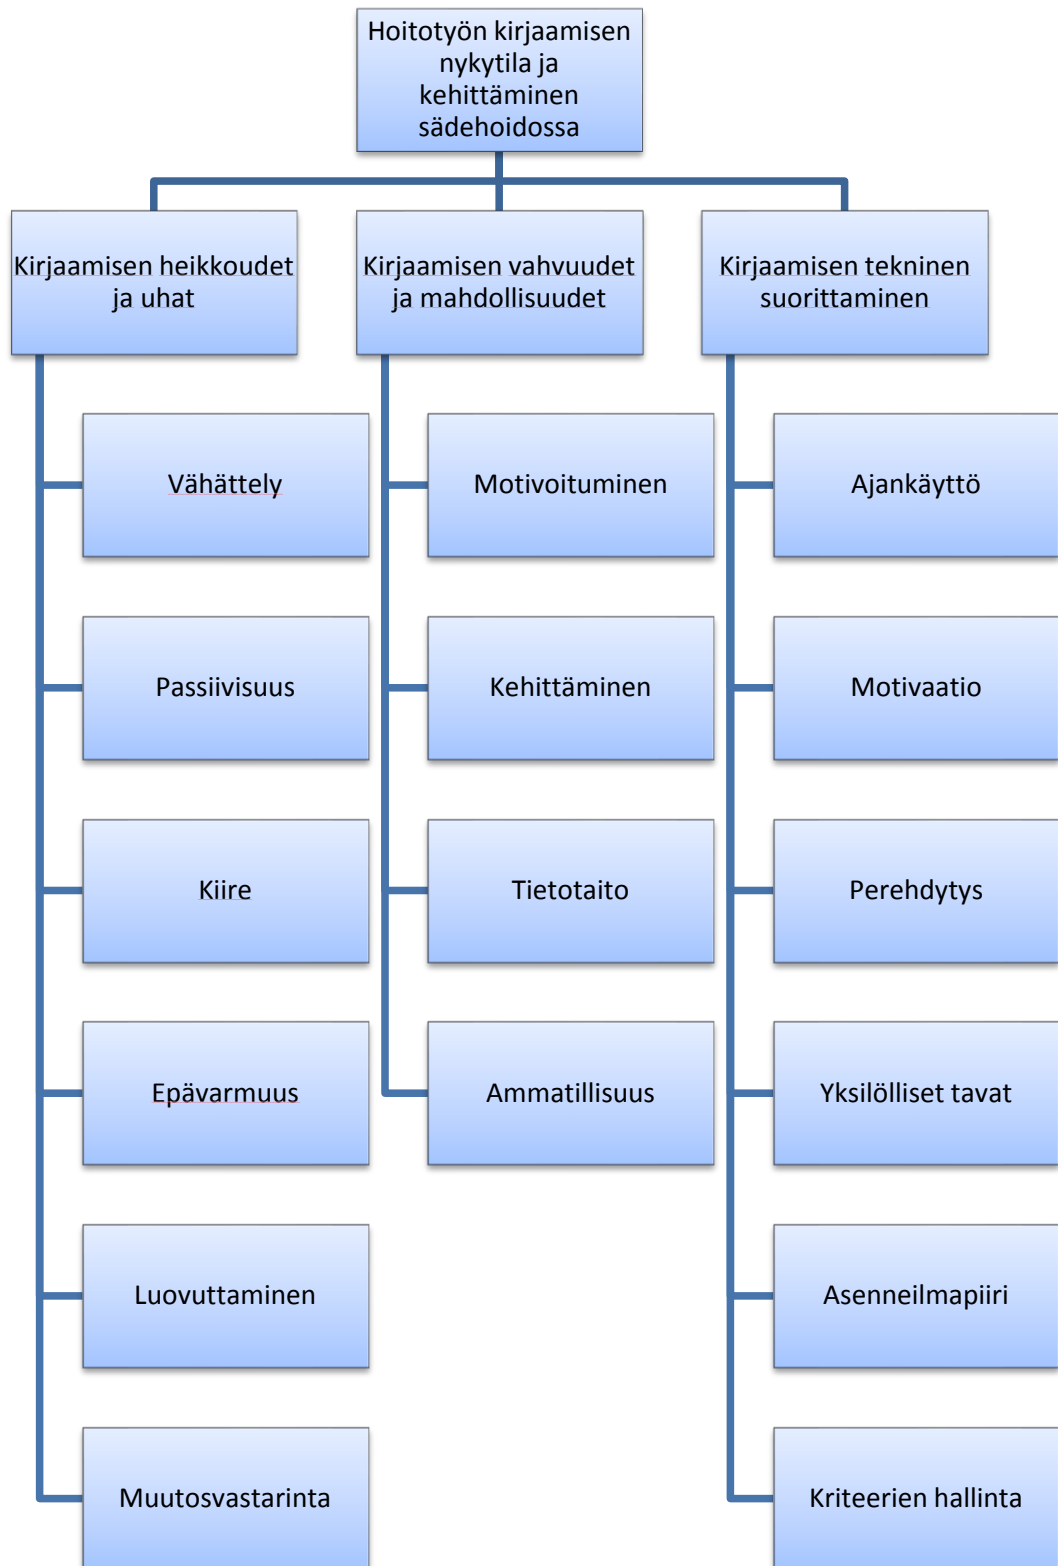 Hoitotyön kirjaamisen
nykytila ja
kehittäminen
sädehoidossa
Kirjaamisen heikkoudet
ja uhat
Kirjaamisen vahvuudet
ja mahdollisuudet
Kirjaamisen tekninen
suorittaminen
Vähättely
Passiivisuus
Kiire
Epävarmuus
Luovuttaminen
Muutosvastarinta
Motivoituminen
Kehittäminen
Tietotaito
Ammatillisuus
Ajankäyttö
Motivaatio
Perehdytys
Yksilölliset tavat
Asenneilmapiiri
Kriteerien hallinta